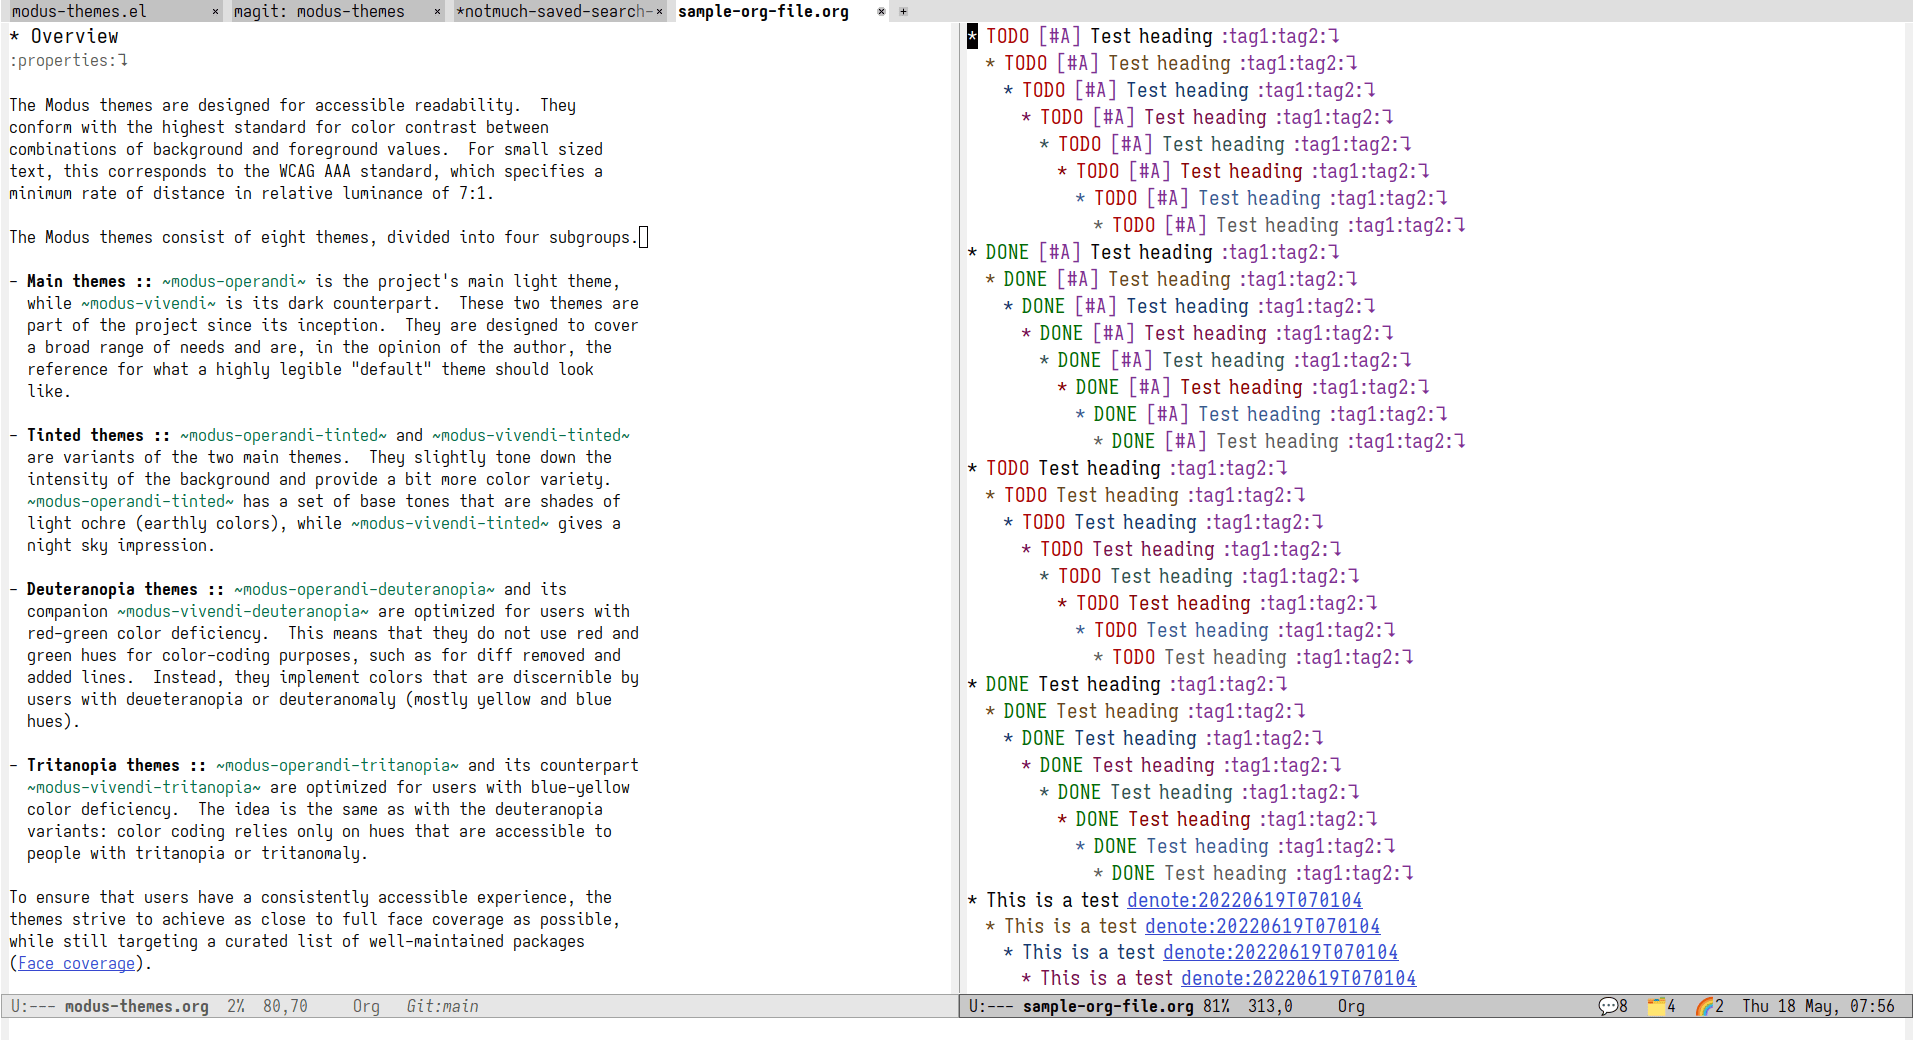 modus-themes.el × magit: modus-themes × *notmuch-saved-search- × sample-org-file.org ⊗ +
* Overview
:properties:⤵

The Modus themes are designed for accessible readability.  They
conform with the highest standard for color contrast between
combinations of background and foreground values.  For small sized
text, this corresponds to the WCAG AAA standard, which specifies a
minimum rate of distance in relative luminance of 7:1.

The Modus themes consist of eight themes, divided into four subgroups.

- Main themes :: ~modus-operandi~ is the project's main light theme,
  while ~modus-vivendi~ is its dark counterpart.  These two themes are
  part of the project since its inception.  They are designed to cover
  a broad range of needs and are, in the opinion of the author, the
  reference for what a highly legible "default" theme should look
  like.

- Tinted themes :: ~modus-operandi-tinted~ and ~modus-vivendi-tinted~
  are variants of the two main themes.  They slightly tone down the
  intensity of the background and provide a bit more color variety.
  ~modus-operandi-tinted~ has a set of base tones that are shades of
  light ochre (earthly colors), while ~modus-vivendi-tinted~ gives a
  night sky impression.

- Deuteranopia themes :: ~modus-operandi-deuteranopia~ and its
  companion ~modus-vivendi-deuteranopia~ are optimized for users with
  red-green color deficiency.  This means that they do not use red and
  green hues for color-coding purposes, such as for diff removed and
  added lines.  Instead, they implement colors that are discernible by
  users with deueteranopia or deuteranomaly (mostly yellow and blue
  hues).

- Tritanopia themes :: ~modus-operandi-tritanopia~ and its counterpart
  ~modus-vivendi-tritanopia~ are optimized for users with blue-yellow
  color deficiency.  The idea is the same as with the deuteranopia
  variants: color coding relies only on hues that are accessible to
  people with tritanopia or tritanomaly.

To ensure that users have a consistently accessible experience, the
themes strive to achieve as close to full face coverage as possible,
while still targeting a curated list of well-maintained packages
(Face coverage).
U:--- modus-themes.org  2%  80,70     Org   Git:main
* TODO [#A] Test heading :tag1:tag2:⤵
  * TODO [#A] Test heading :tag1:tag2:⤵
    * TODO [#A] Test heading :tag1:tag2:⤵
      * TODO [#A] Test heading :tag1:tag2:⤵
        * TODO [#A] Test heading :tag1:tag2:⤵
          * TODO [#A] Test heading :tag1:tag2:⤵
            * TODO [#A] Test heading :tag1:tag2:⤵
              * TODO [#A] Test heading :tag1:tag2:⤵
* DONE [#A] Test heading :tag1:tag2:⤵
  * DONE [#A] Test heading :tag1:tag2:⤵
    * DONE [#A] Test heading :tag1:tag2:⤵
      * DONE [#A] Test heading :tag1:tag2:⤵
        * DONE [#A] Test heading :tag1:tag2:⤵
          * DONE [#A] Test heading :tag1:tag2:⤵
            * DONE [#A] Test heading :tag1:tag2:⤵
              * DONE [#A] Test heading :tag1:tag2:⤵
* TODO Test heading :tag1:tag2:⤵
  * TODO Test heading :tag1:tag2:⤵
    * TODO Test heading :tag1:tag2:⤵
      * TODO Test heading :tag1:tag2:⤵
        * TODO Test heading :tag1:tag2:⤵
          * TODO Test heading :tag1:tag2:⤵
            * TODO Test heading :tag1:tag2:⤵
              * TODO Test heading :tag1:tag2:⤵
* DONE Test heading :tag1:tag2:⤵
  * DONE Test heading :tag1:tag2:⤵
    * DONE Test heading :tag1:tag2:⤵
      * DONE Test heading :tag1:tag2:⤵
        * DONE Test heading :tag1:tag2:⤵
          * DONE Test heading :tag1:tag2:⤵
            * DONE Test heading :tag1:tag2:⤵
              * DONE Test heading :tag1:tag2:⤵
* This is a test denote:20220619T070104
  * This is a test denote:20220619T070104
    * This is a test denote:20220619T070104
      * This is a test denote:20220619T070104
U:--- sample-org-file.org 81%  313,0     Org 💬8 🗂️4 🌈2 Thu 18 May, 07:56